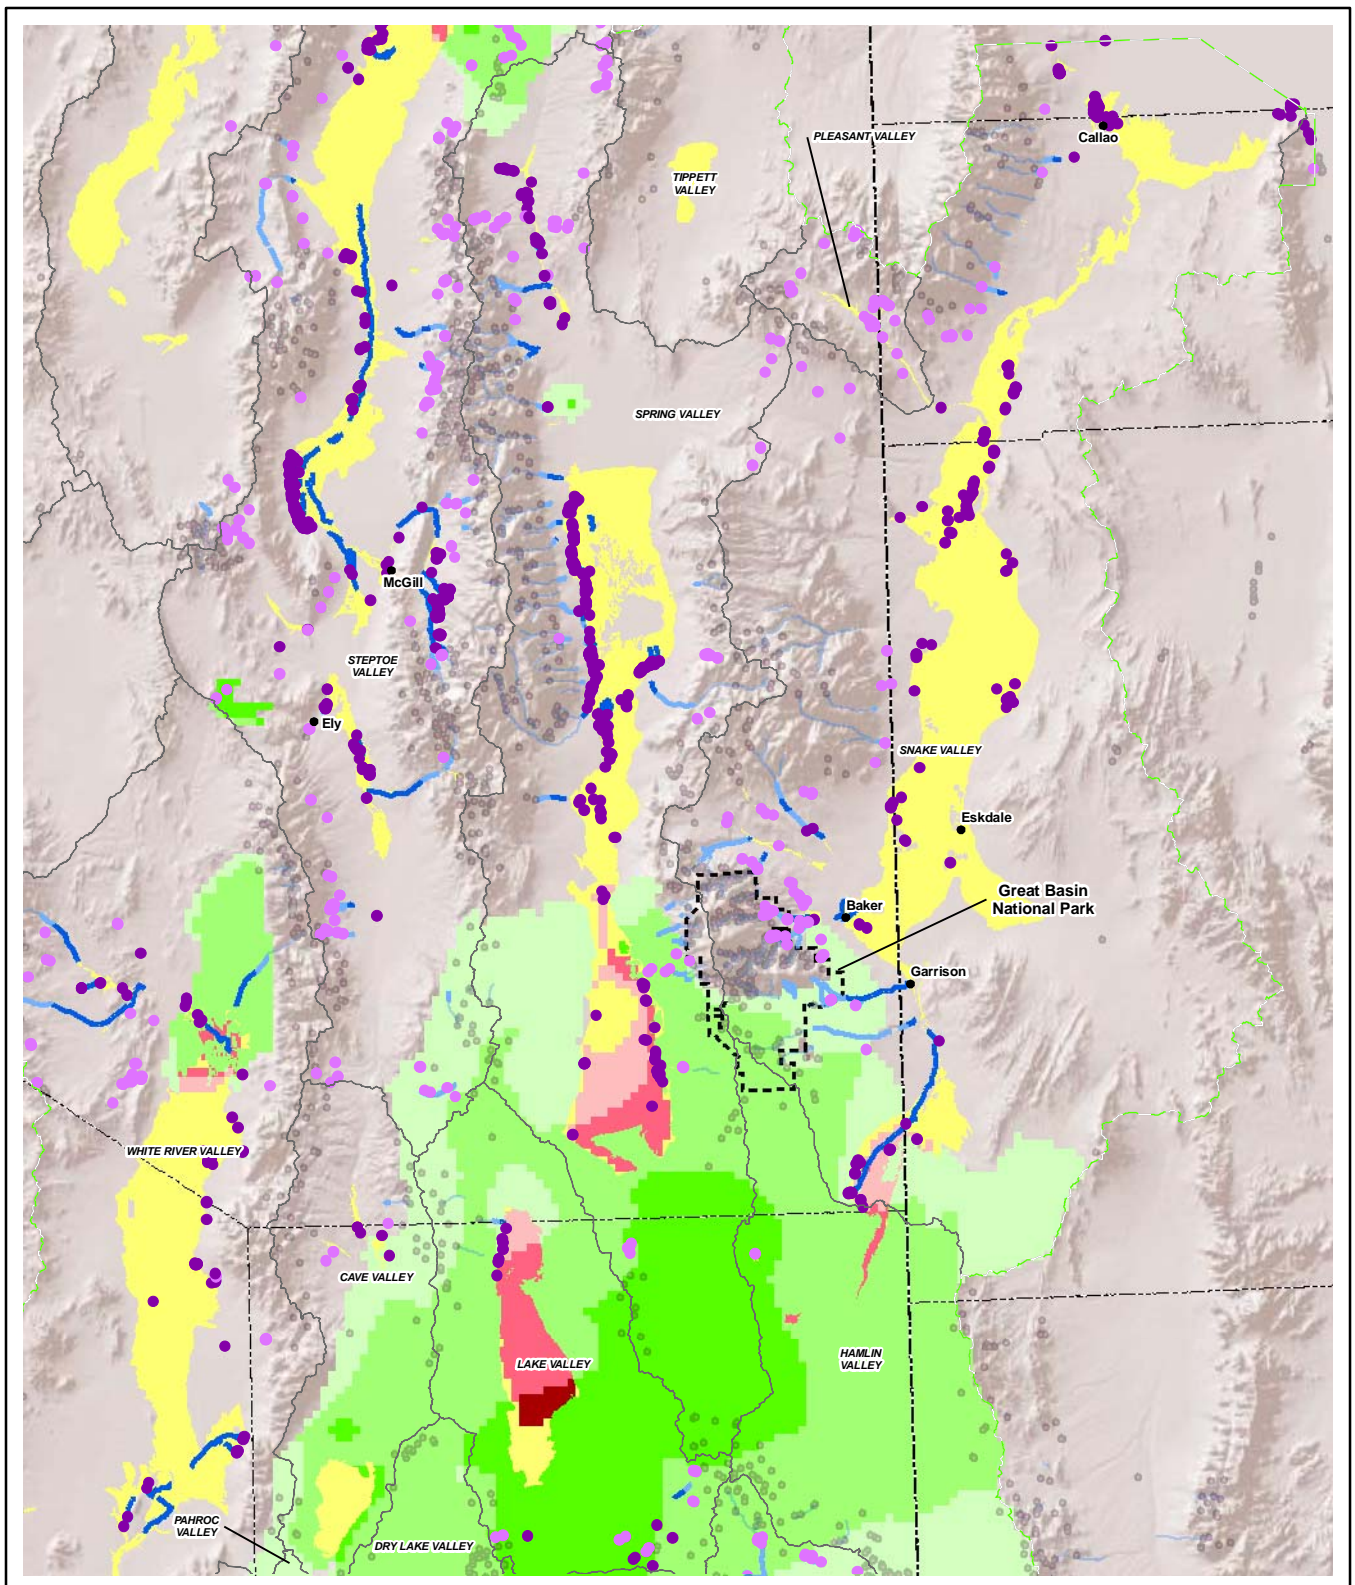 PLEASANT VALLEY
Callao
TIPPETT
VALLEY
SPRING VALLEY
McGill
STEPTOE
VALLEY
Ely
SNAKE VALLEY
Eskdale
Great Basin
National Park
Baker
Garrison
WHITE RIVER VALLEY
CAVE VALLEY
LAKE VALLEY
HAMLIN
VALLEY
PAHROC
VALLEY
DRY LAKE VALLEY